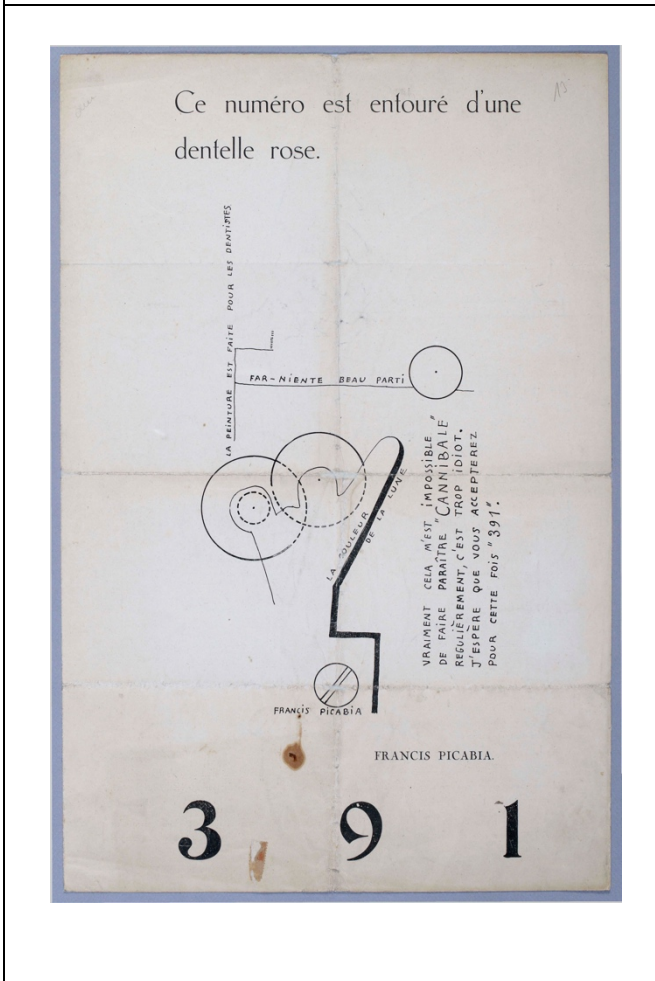 Ce numéro est entouré d'une
dentelle rose.
LA PEINTURE EST FAITE POUR LES DENTISTES
FAR-NIENTE BEAU PARTI
LA COULEUR
DE LA LUNE
VRAIMENT CELA M'EST IMPOSSIBLE
DE FAIRE PARAÎTRE "CANNIBALE"
REGULIÈREMENT, C'EST TROP IDIOT.
J'ESPÈRE QUE VOUS ACCEPTEREZ
POUR CETTE FOIS "391".
FRANCIS PICABIA
FRANCIS PICABIA.
3 9 1